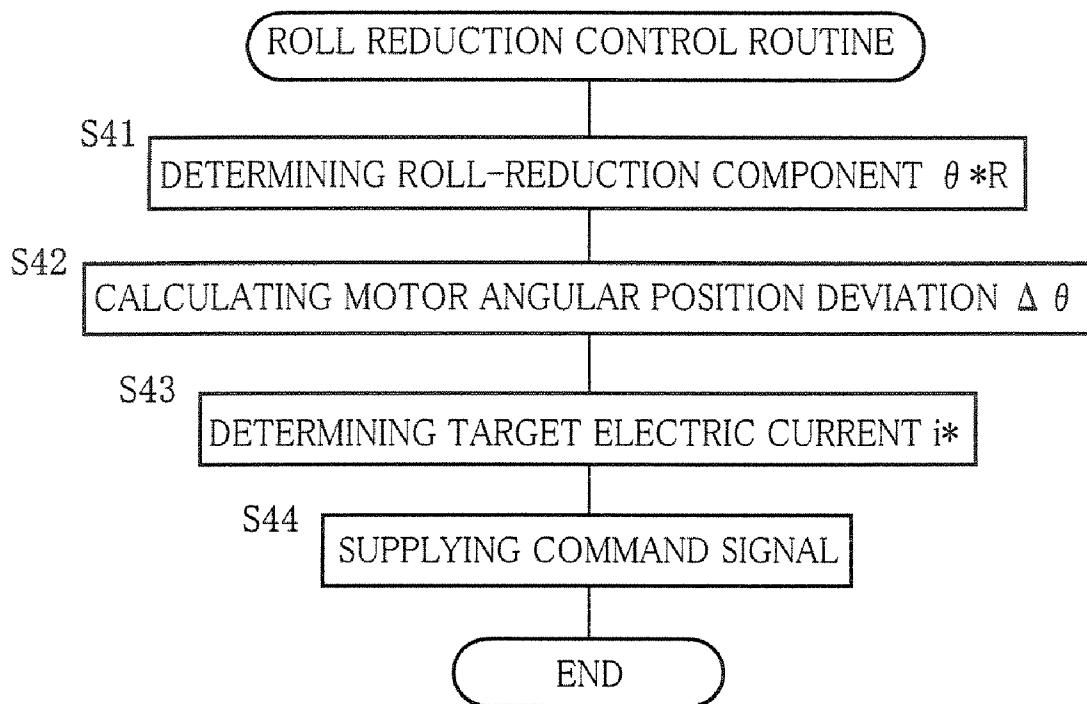 ROLL REDUCTION CONTROL ROUTINE
S41
DETERMINING ROLL-REDUCTION COMPONENT θ*R
S42
CALCULATING MOTOR ANGULAR POSITION DEVIATION Δ θ
S43
DETERMINING TARGET ELECTRIC CURRENT i*
S44
SUPPLYING COMMAND SIGNAL
END